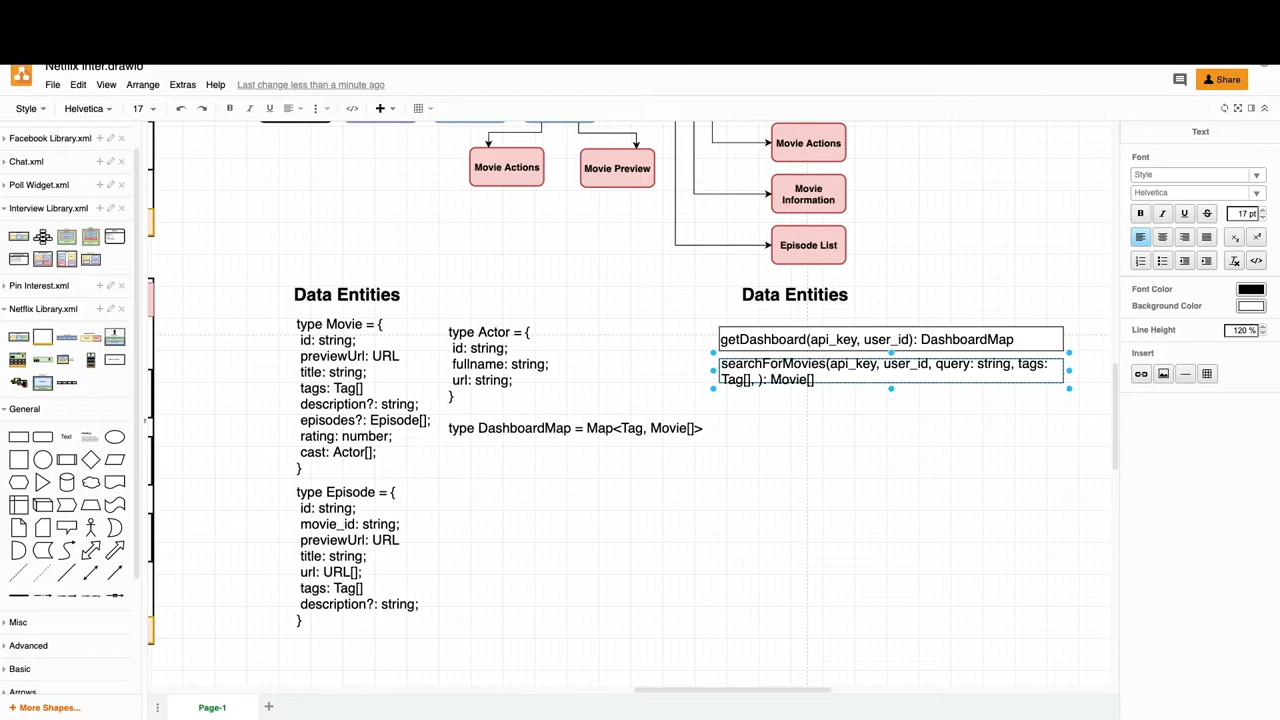 Netflix Inter.drawio
File Edit View Arrange Extras Help Last change less than a minute ago
Share
Style Helvetica 17 B I U
Facebook Library.xml
Chat.xml
Poll Widget.xml
Interview Library.xml
Pin Interest.xml
Netflix Library.xml
General
Text
Heading
Misc
Advanced
Basic
Arrows
+ More Shapes...
Movie Actions
Movie Preview
Movie Actions
Movie
Information
Episode List
Data Entities
type Movie = {
id: string;
previewUrl: URL
title: string;
tags: Tag[]
description?: string;
episodes?: Episode[];
rating: number;
cast: Actor[];
}
type Episode = {
id: string;
movie_id: string;
previewUrl: URL
title: string;
url: URL[];
tags: Tag[]
description?: string;
}
type Actor = {
id: string;
fullname: string;
url: string;
}
type DashboardMap = Map<Tag, Movie[]>
Data Entities
getDashboard(api_key, user_id): DashboardMap
searchForMovies(api_key, user_id, query: string, tags:
Tag[], ): Movie[]
Text
Font
Style
Helvetica
B I U S 17 pt
Font Color
Background Color
Line Height 120 %
Insert
Page-1